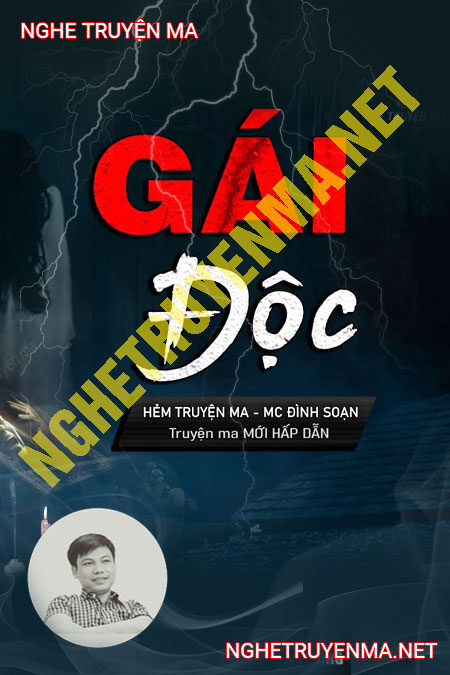 NGHE TRUYỆN MA
NGHETRUYENMA.NET
GÁI
Độc
HẺM TRUYỆN MA - MC ĐÌNH SOẠN
Truyện ma MỚI HẤP DẪN
NGHETRUYENMA.NET